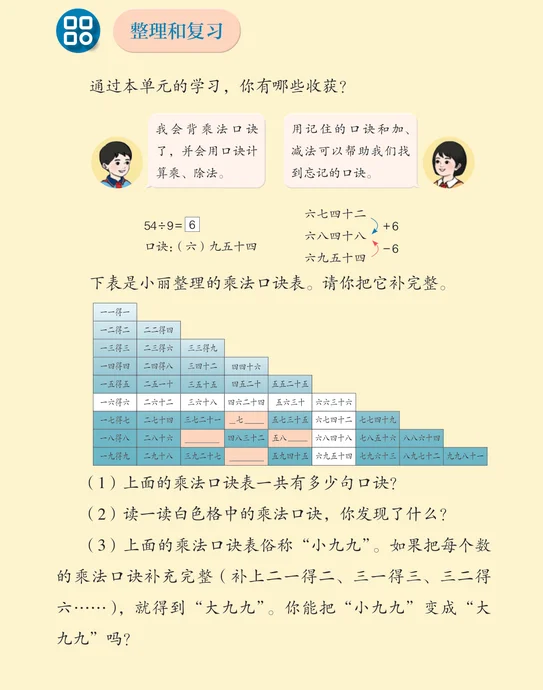 整理和复习
通过本单元的学习，你有哪些收获？
我会背乘法口诀
了，并会用口诀计
算乘、除法。
用记住的口诀和加、
减法可以帮助我们找
到忘记的口诀。
54÷9=6
口诀：（六）九五十四
六七四十二
六八四十八
六九五十四
+6
−6
下表是小丽整理的乘法口诀表。请你把它补完整。
一一得一
一二得二 二二得四
一三得三 二三得六 三三得九
一四得四 二四得八 三四十二 四四十六
一五得五 二五一十 三五十五 四五二十 五五二十五
一六得六 二六十二 三六十八 四六二十四 五六三十 六六三十六
一七得七 二七十四 三七二十一 _七____ 五七三十五 六七四十二 七七四十九
一八得八 二八十六 ______ 四八三十二 五八____ 六八四十八 七八五十六 八八六十四
一九得九 二九十八 三九二十七 ______ 五九四十五 六九五十四 七九六十三 八九七十二 九九八十一
（1）上面的乘法口诀表一共有多少句口诀？
（2）读一读白色格中的乘法口诀，你发现了什么？
（3）上面的乘法口诀表俗称“小九九”。如果把每个数
的乘法口诀补充完整（补上二一得二、三一得三、三二得
六……），就得到“大九九”。你能把“小九九”变成“大
九九”吗？